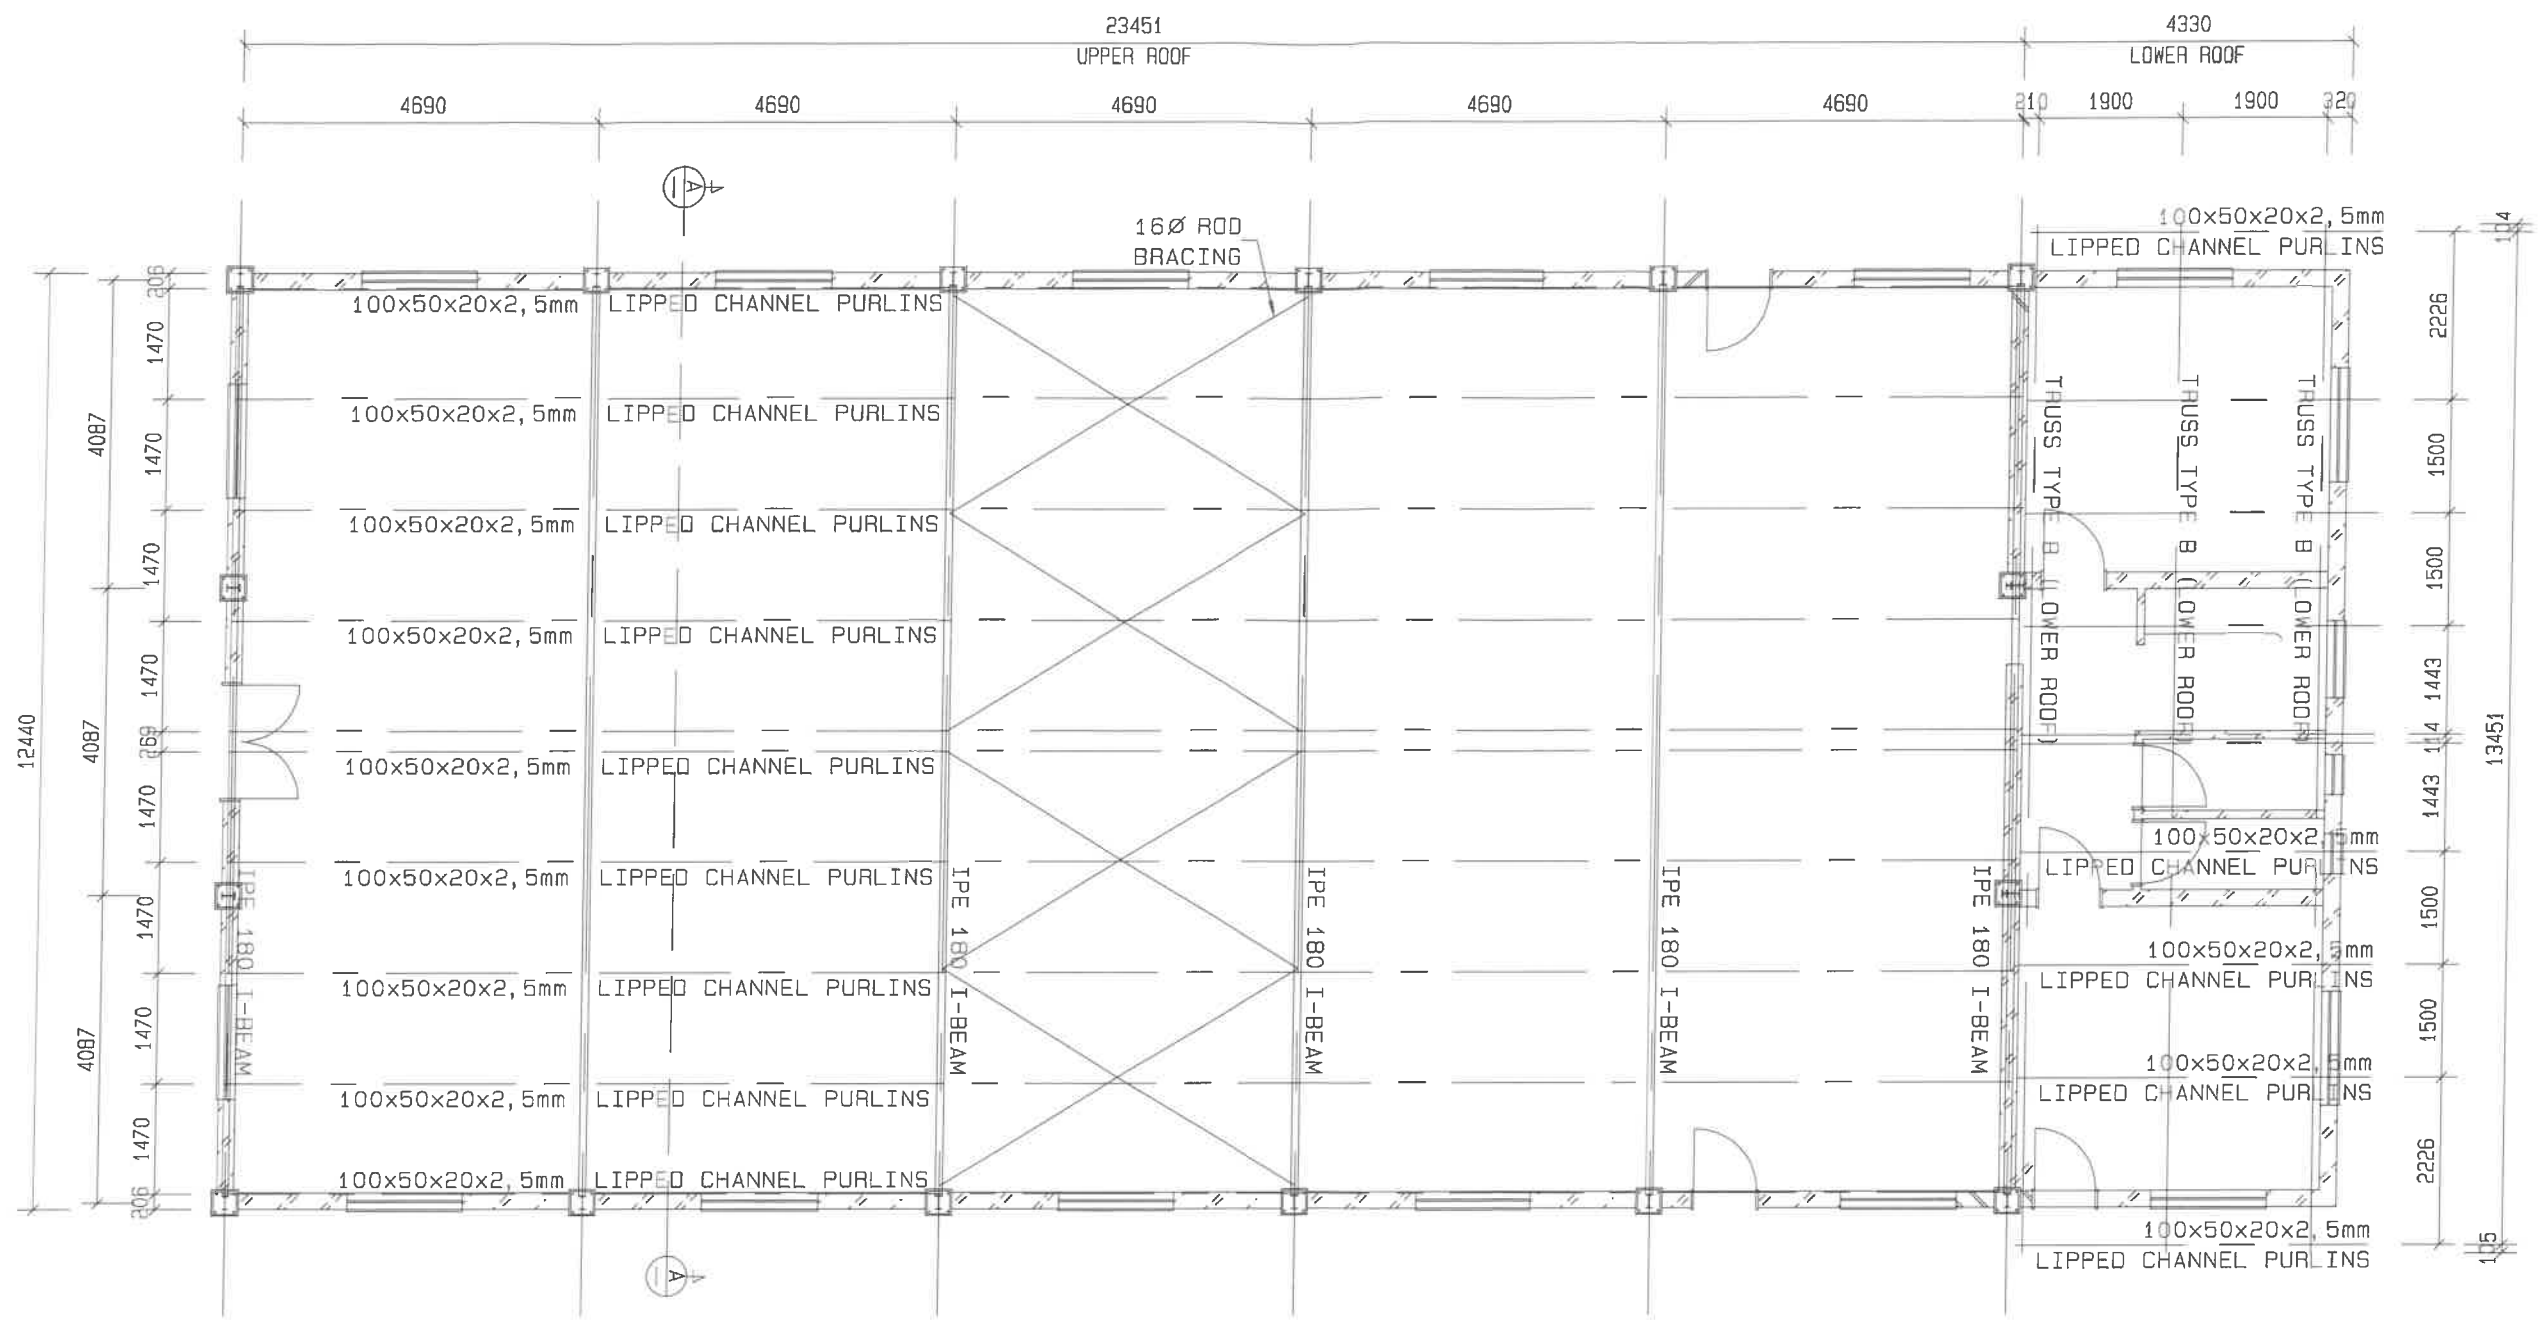 23451
UPPER ROOF
4330
LOWER ROOF
4690
4690
4690
4690
4690
210
1900
1900
320
A
16Ø ROD
BRACING
100x50x20x2,5mm
LIPPED CHANNEL PURLINS
104
206
100x50x20x2,5mm LIPPED CHANNEL PURLINS
1470
2226
100x50x20x2,5mm LIPPED CHANNEL PURLINS
4087
1470
1500
TRUSS TYPE B (LOWER ROOF)
TRUSS TYPE B (LOWER ROOF)
TRUSS TYPE B (LOWER ROOF)
100x50x20x2,5mm LIPPED CHANNEL PURLINS
1470
1500
100x50x20x2,5mm LIPPED CHANNEL PURLINS
1470
1443
12440
4087
269
114
13451
100x50x20x2,5mm LIPPED CHANNEL PURLINS
1470
1443
100x50x20x2,5mm
LIPPED CHANNEL PURLINS
100x50x20x2,5mm LIPPED CHANNEL PURLINS
IPE 180 I-BEAM
IPE 180 I-BEAM
IPE 180 I-BEAM
IPE 180 I-BEAM
IPE 180 I-BEAM
1470
1500
100x50x20x2,5mm
LIPPED CHANNEL PURLINS
100x50x20x2,5mm LIPPED CHANNEL PURLINS
4087
1470
1500
100x50x20x2,5mm
LIPPED CHANNEL PURLINS
100x50x20x2,5mm LIPPED CHANNEL PURLINS
1470
2226
100x50x20x2,5mm LIPPED CHANNEL PURLINS
206
100x50x20x2,5mm
LIPPED CHANNEL PURLINS
105
A